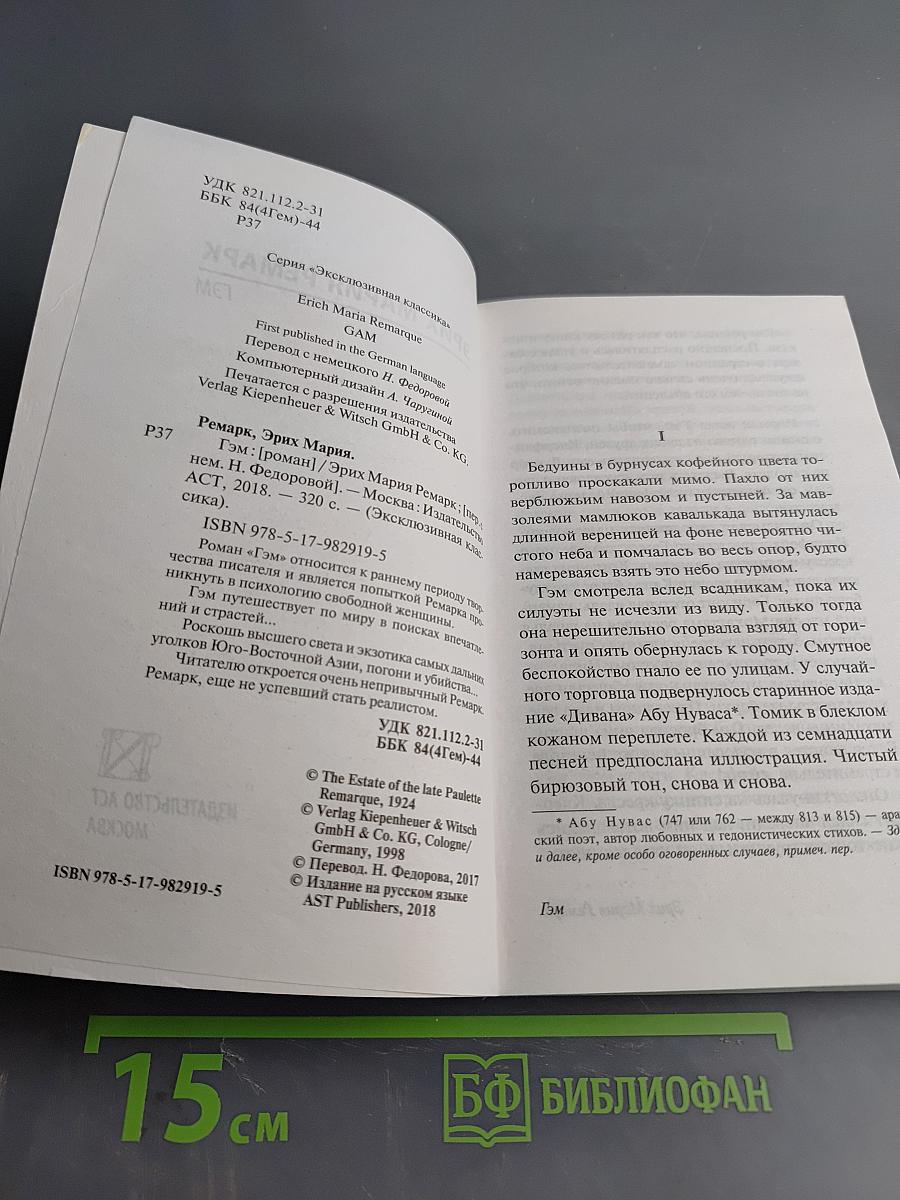 УДК 821.112.2-31
ББК 84(4Гем)-44
Р37
Серия «Эксклюзивная классика»
Erich Maria Remarque
GAM
First published in the German language
Перевод с немецкого Н. Федоровой
Компьютерный дизайн А. Чаругиной
Печатается с разрешения издательства
Verlag Kiepenheuer & Witsch GmbH & Co. KG.
Ремарк, Эрих Мария.
Р37
Гэм : [роман] / Эрих Мария Ремарк ; [пер. с
нем. Н. Федоровой]. — Москва : Издательство
АСТ, 2018. — 320 с. — (Эксклюзивная клас-
сика).
ISBN 978-5-17-982919-5
Роман «Гэм» относится к раннему периоду твор-
чества писателя и является попыткой Ремарка про-
никнуть в психологию свободной женщины.
Гэм путешествует по миру в поисках впечатле-
ний и страстей...
Роскошь высшего света и экзотика самых дальних
уголков Юго-Восточной Азии, погони и убийства...
Читателю откроется очень непривычный Ремарк.
Ремарк, еще не успевший стать реалистом.
УДК 821.112.2-31
ББК 84(4Гем)-44
© The Estate of the late Paulette
Remarque, 1924
© Verlag Kiepenheuer & Witsch
GmbH & Co. KG, Cologne/
Germany, 1998
© Перевод. Н. Федорова, 2017
© Издание на русском языке
AST Publishers, 2018
ISBN 978-5-17-982919-5
I
Бедуины в бурнусах кофейного цвета то-
ропливо проскакали мимо. Пахло от них
верблюжьим навозом и пустыней. За мав-
золеями мамлюков кавалькада вытянулась
длинной вереницей на фоне невероятно чи-
стого неба и помчалась во весь опор, будто
намереваясь взять это небо штурмом.
Гэм смотрела вслед всадникам, пока их
силуэты не исчезли из виду. Только тогда
она нерешительно оторвала взгляд от гори-
зонта и опять обернулась к городу. Смутное
беспокойство гнало ее по улицам. У случай-
ного торговца подвернулось старинное изда-
ние «Дивана» Абу Нуваса*. Томик в блеклом
кожаном переплете. Каждой из семнадцати
песней предпослана иллюстрация. Чистый
бирюзовый тон, снова и снова.
* Абу Нувас (747 или 762 — между 813 и 815) — ара
ский поэт, автор любовных и гедонистических стихов. — Зд
и далее, кроме особо оговоренных случаев, примеч. пер.
Гэм
15 см
БФ БИБЛИОФАН